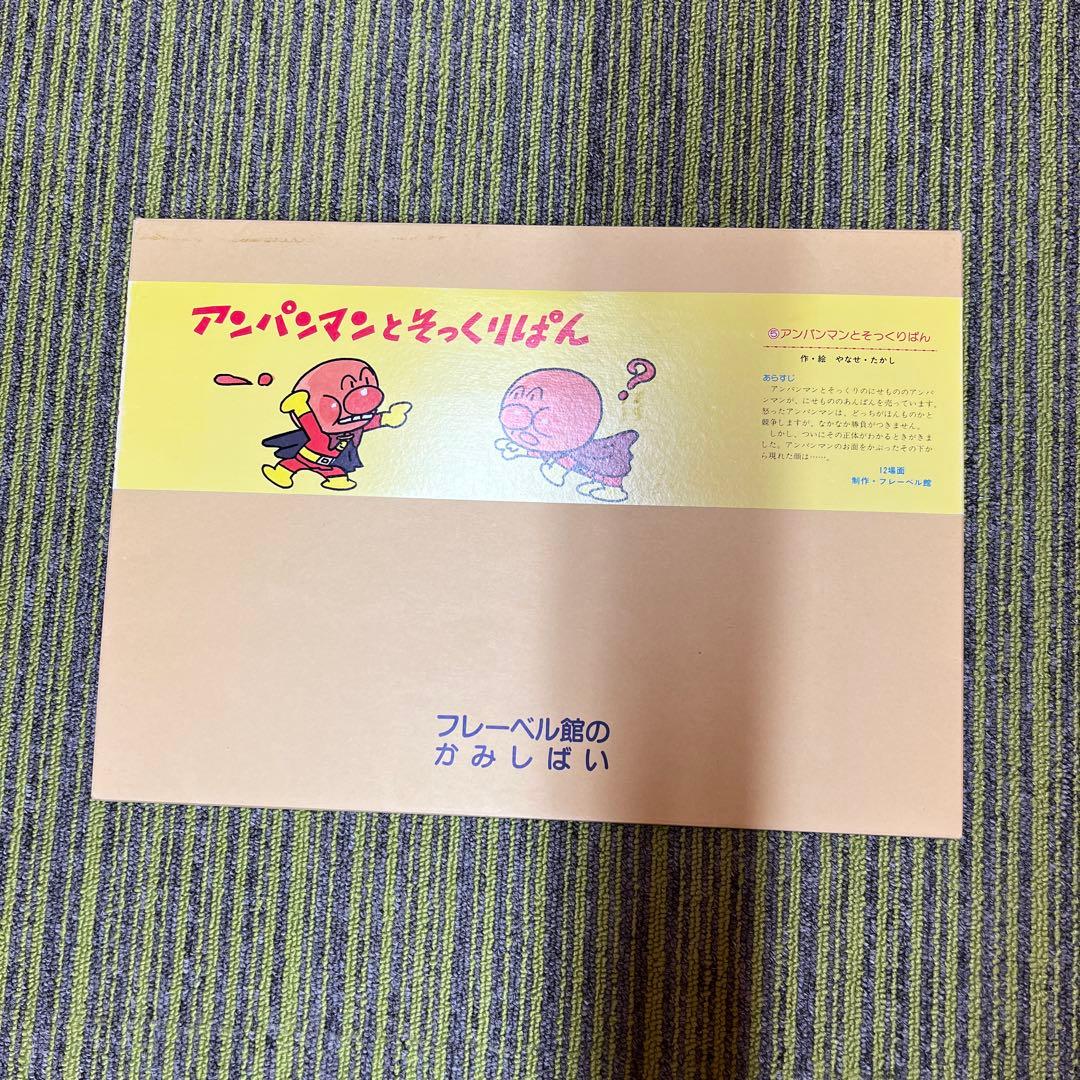 アンパンマンとそっくりぱん
!
?
⑤アンパンマンとそっくりぱん
作・絵 やなせ・たかし
あらすじ
アンパンマンとそっくりのにせもののアンパ
ンマンが、にせもののあんぱんを売っています。
怒ったアンパンマンは、どっちがほんものかと
競争しますが、なかなか勝負がつきません。
しかし、ついにその正体がわかるときがきま
した。アンパンマンのお面をかぶったその下か
ら現れた顔は……。
12場面
制作・フレーベル館
フレーベル館の
かみしばい